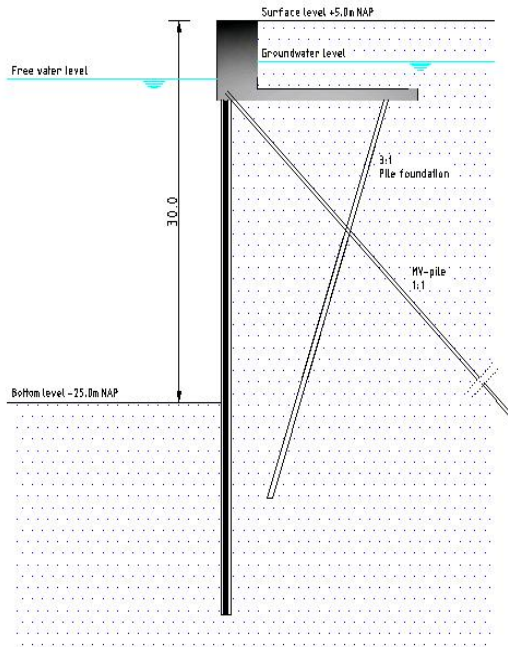 Surface level +5.0m NAP
Groundwater level
Free water level
3:1
Pile foundation
30.0
MV-pile
1:1
Bottom level -25.0m NAP